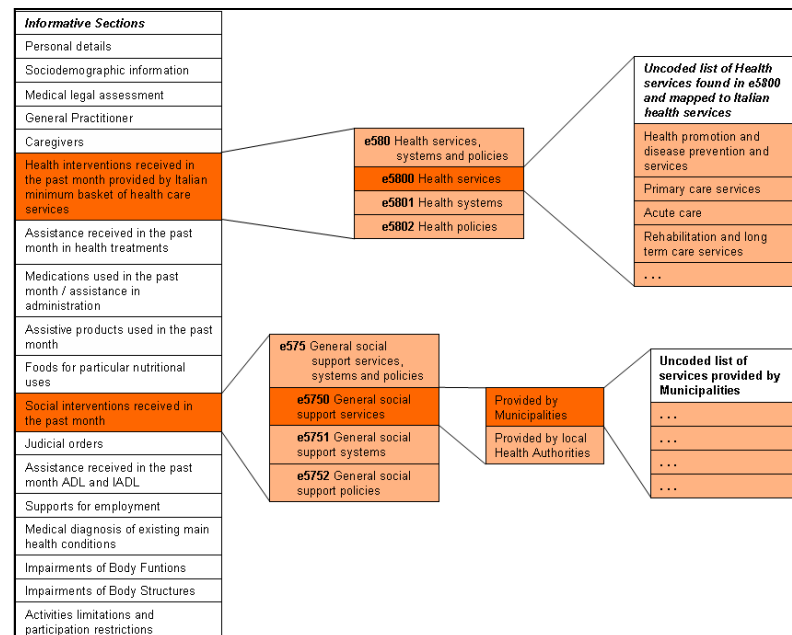 Informative Sections
Personal details
Sociodemographic information
Medical legal assessment
General Practitioner
Caregivers
Health interventions received in
the past month provided by Italian
minimum basket of health care
services
Assistance received in the past
month in health treatments
Medications used in the past
month / assistance in
administration
Assistive products used in the past
month
Foods for particular nutritional
uses
Social interventions received in
the past month
Judicial orders
Assistance received in the past
month ADL and IADL
Supports for employment
Medical diagnosis of existing main
health conditions
Impairments of Body Funtions
Impairments of Body Structures
Activities limitations and
participation restrictions
e580 Health services,
systems and policies
e5800 Health services
e5801 Health systems
e5802 Health policies
Uncoded list of Health
services found in e5800
and mapped to Italian
health services
Health promotion and
disease prevention and
services
Primary care services
Acute care
Rehabilitation and long
term care services
. . .
e575 General social
support services,
systems and policies
e5750 General social
support services
e5751 General social
support systems
e5752 General social
support policies
Provided by
Municipalities
Provided by local
Health Authorities
Uncoded list of
services provided by
Municipalities
. . .
. . .
. . .
. . .